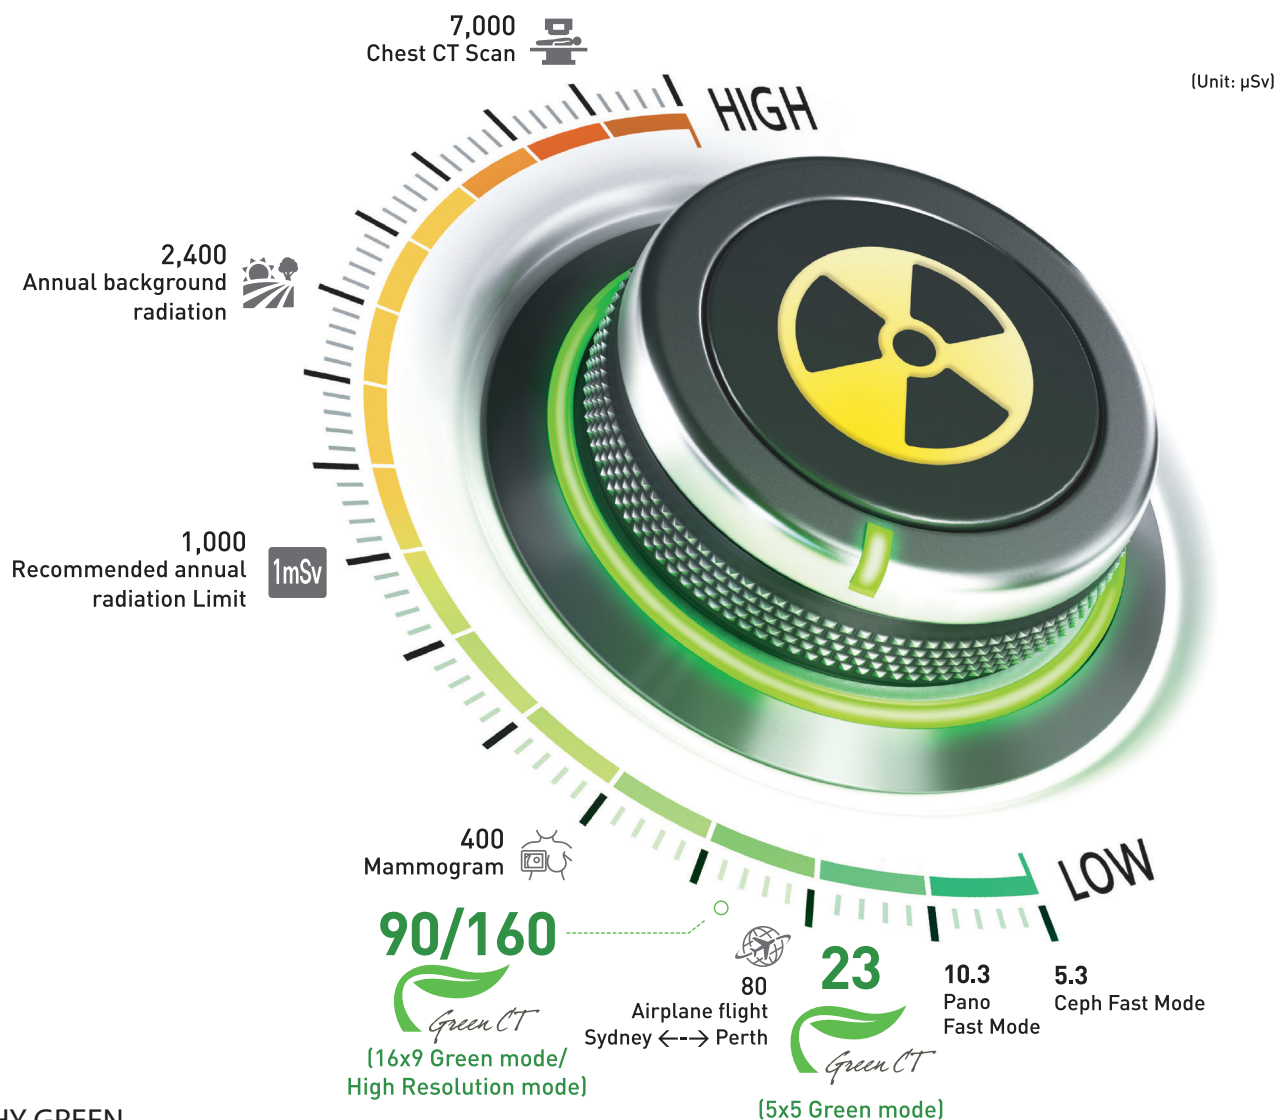 7,000
Chest CT Scan
(Unit: µSv)
HIGH
2,400
Annual background
radiation
1,000
Recommended annual
radiation Limit
1mSv
LOW
400
Mammogram
90/160
Green CT
(16x9 Green mode/
High Resolution mode)
80
Airplane flight
Sydney <--> Perth
23
Green CT
(5x5 Green mode)
10.3
Pano
Fast Mode
5.3
Ceph Fast Mode